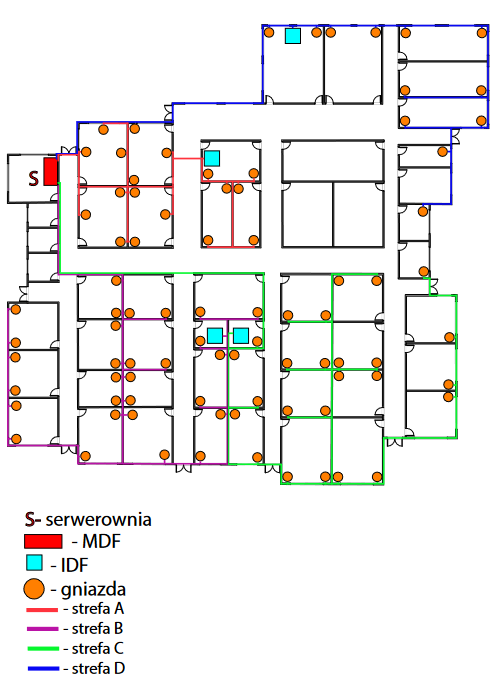 S
S- serwerownia
- MDF
- IDF
- gniazda
- strefa A
- strefa B
- strefa C
- strefa D